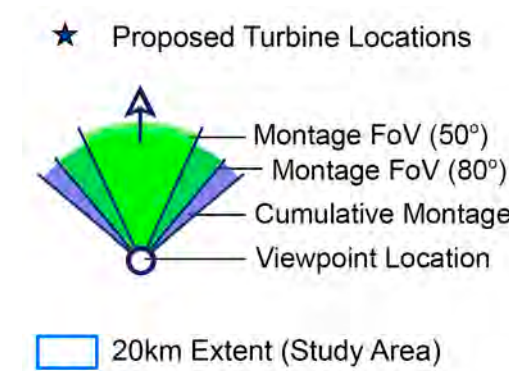 Proposed Turbine Locations
Montage FoV (50°)
Montage FoV (80°)
Cumulative Montage
Viewpoint Location
20km Extent (Study Area)